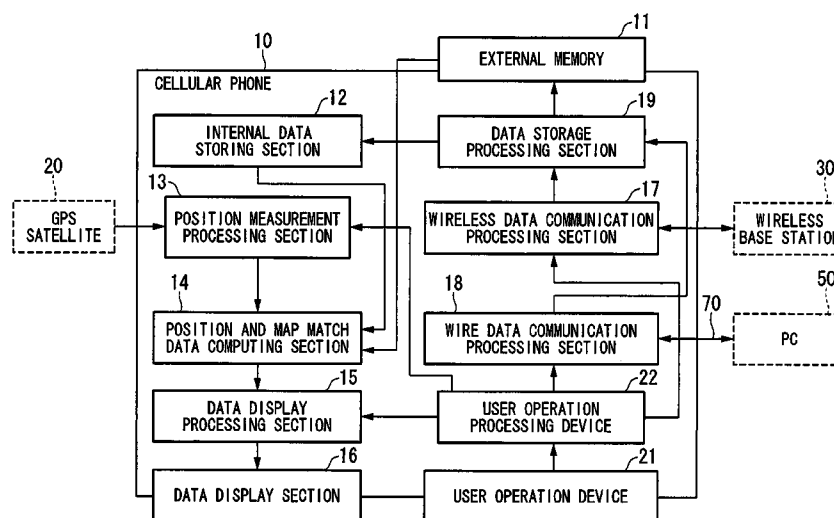 11
10
EXTERNAL MEMORY
CELLULAR PHONE
12
19
INTERNAL DATA
STORING SECTION
DATA STORAGE
PROCESSING SECTION
20
13
17
30
GPS
SATELLITE
POSITION MEASUREMENT
PROCESSING SECTION
WIRELESS DATA COMMUNICATION
PROCESSING SECTION
WIRELESS
BASE STATION
14
18
70
50
POSITION AND MAP MATCH
DATA COMPUTING SECTION
WIRE DATA COMMUNICATION
PROCESSING SECTION
PC
15
22
DATA DISPLAY
PROCESSING SECTION
USER OPERATION
PROCESSING DEVICE
16
21
DATA DISPLAY SECTION
USER OPERATION DEVICE